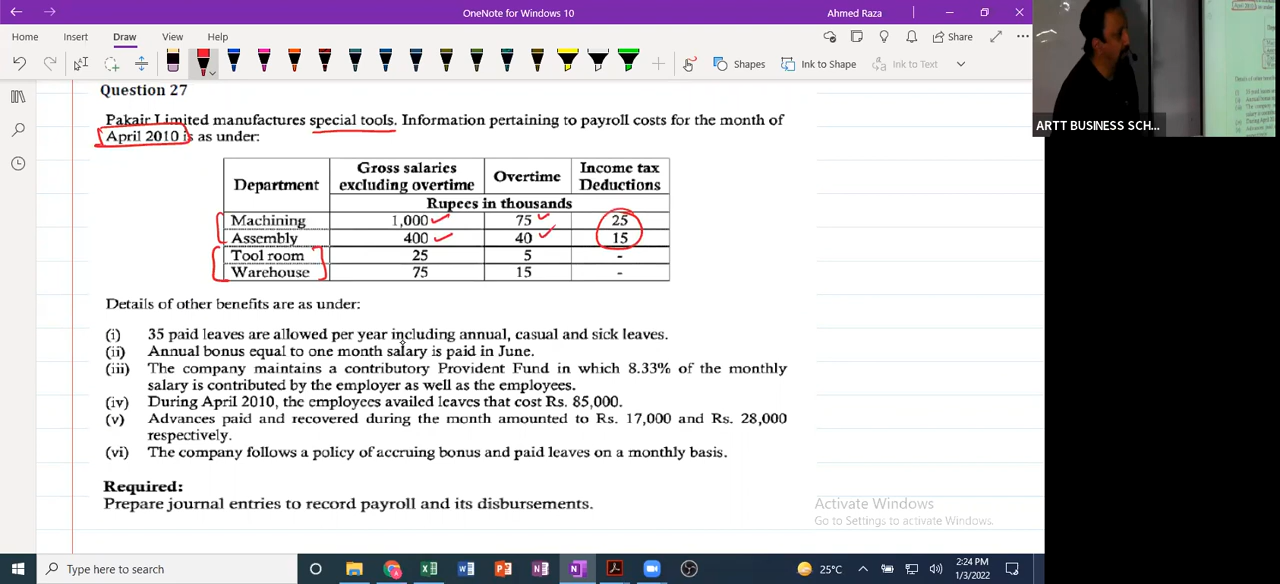 OneNote for Windows 10
Ahmed Raza
Home Insert Draw View Help
Share
Shapes
Ink to Shape
Ink to Text
Question 27
Pakair Limited manufactures special tools. Information pertaining to payroll costs for the month of
April 2010 is as under:
Department Gross salaries excluding overtime Overtime Income tax Deductions
Rupees in thousands
Machining 1,000 75 25
Assembly 400 40 15
Tool room 25 5 -
Warehouse 75 15 -
Details of other benefits are as under:
(i) 35 paid leaves are allowed per year including annual, casual and sick leaves.
(ii) Annual bonus equal to one month salary is paid in June.
(iii) The company maintains a contributory Provident Fund in which 8.33% of the monthly
salary is contributed by the employer as well as the employees.
(iv) During April 2010, the employees availed leaves that cost Rs. 85,000.
(v) Advances paid and recovered during the month amounted to Rs. 17,000 and Rs. 28,000
respectively.
(vi) The company follows a policy of accruing bonus and paid leaves on a monthly basis.
Required:
Prepare journal entries to record payroll and its disbursements.
Activate Windows
Go to Settings to activate Windows.
ARTT BUSINESS SCH...
Type here to search
25°C
2:24 PM
1/3/2022